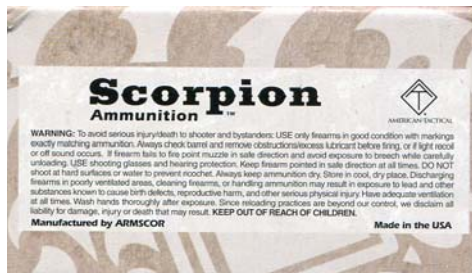 Scorpion
Ammunition ™
AMERICAN TACTICAL
WARNING: To avoid serious injury/death to shooter and bystanders: USE only firearms in good condition with markings
exactly matching ammunition. Always check barrel and remove obstructions/excess lubricant before firing, or if light recoil
or off sound occurs. If firearm fails to fire point muzzle in safe direction and avoid exposure to breech while carefully
unloading. USE shooting glasses and hearing protection. Keep firearm pointed in safe direction at all times. DO NOT
shoot at hard surfaces or water to prevent ricochet. Always keep ammunition dry. Store in cool, dry place, Discharging
firearms in poorly ventilated areas, cleaning firearms, or handling ammunition may result in exposure to lead and other
substances known to cause birth defects, reproductive harm, and other serious physical injury. Have adequate ventilation
at all times. Wash hands thoroughly after exposure. Since reloading practices are beyond our control, we disclaim all
liability for damage, injury or death that may result. KEEP OUT OF REACH OF CHILDREN.
Manufactured by ARMSCOR Made in the USA